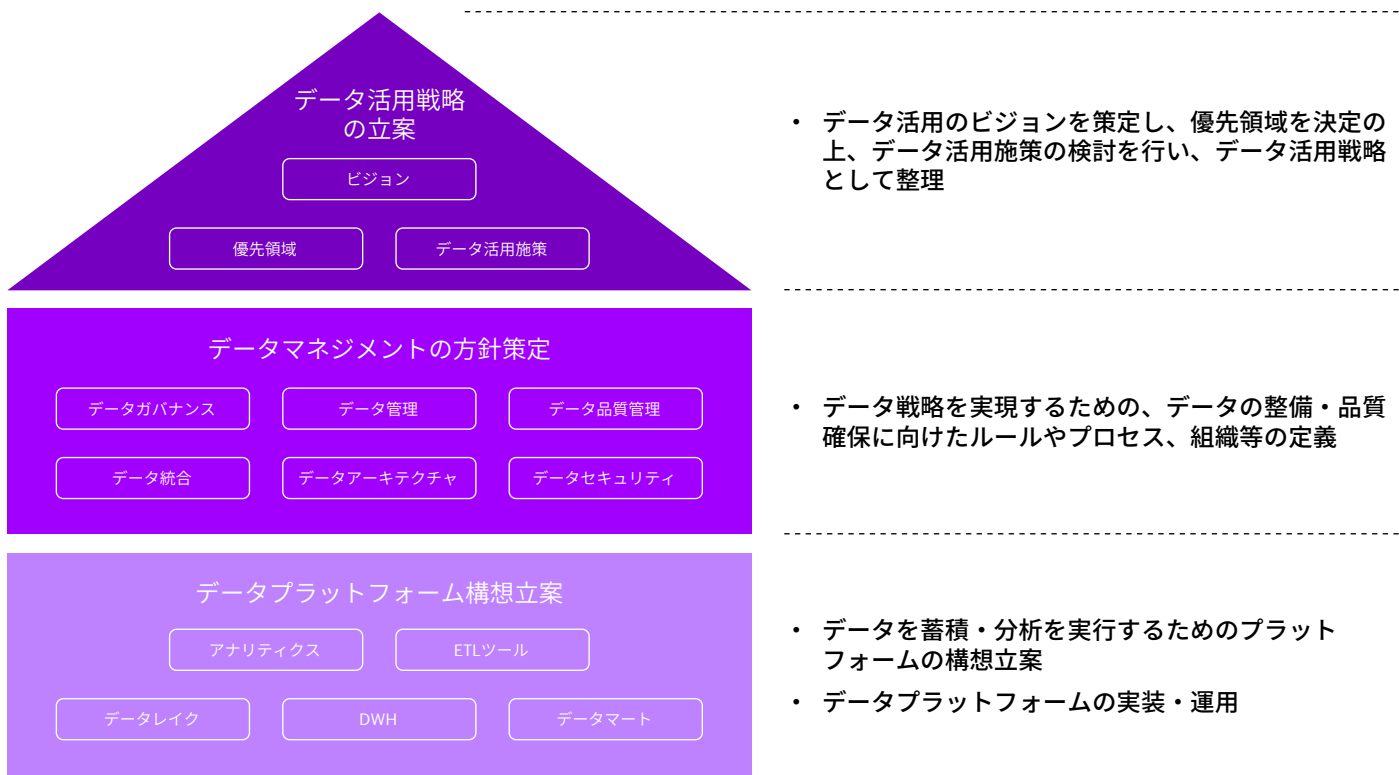 データ活用戦略
の立案
ビジョン
優先領域
データ活用施策
・ データ活用のビジョンを策定し、優先領域を決定の
上、データ活用施策の検討を行い、データ活用戦略
として整理
データマネジメントの方針策定
データガバナンス
データ管理
データ品質管理
データ統合
データアーキテクチャ
データセキュリティ
・ データ戦略を実現するための、データの整備・品質
確保に向けたルールやプロセス、組織等の定義
データプラットフォーム構想立案
アナリティクス
ETLツール
データレイク
DWH
データマート
・ データを蓄積・分析を実行するためのプラット
フォームの構想立案
・ データプラットフォームの実装・運用